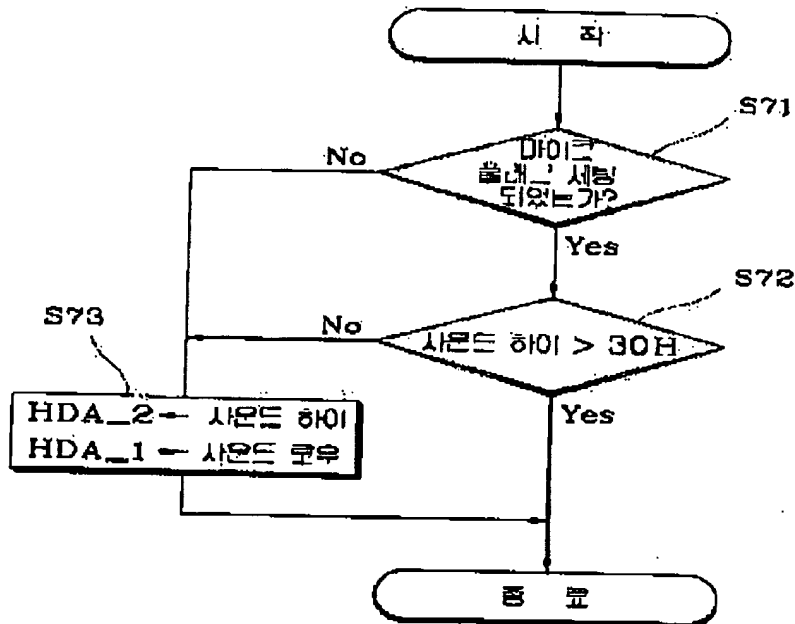 시 작
S71
마이크
플래그 세팅
되었는가?
No
Yes
S72
사운드 하이 > 30H
No
Yes
S73
HDA_2 ← 사운드 하이
HDA_1 ← 사운드 로우
종 료